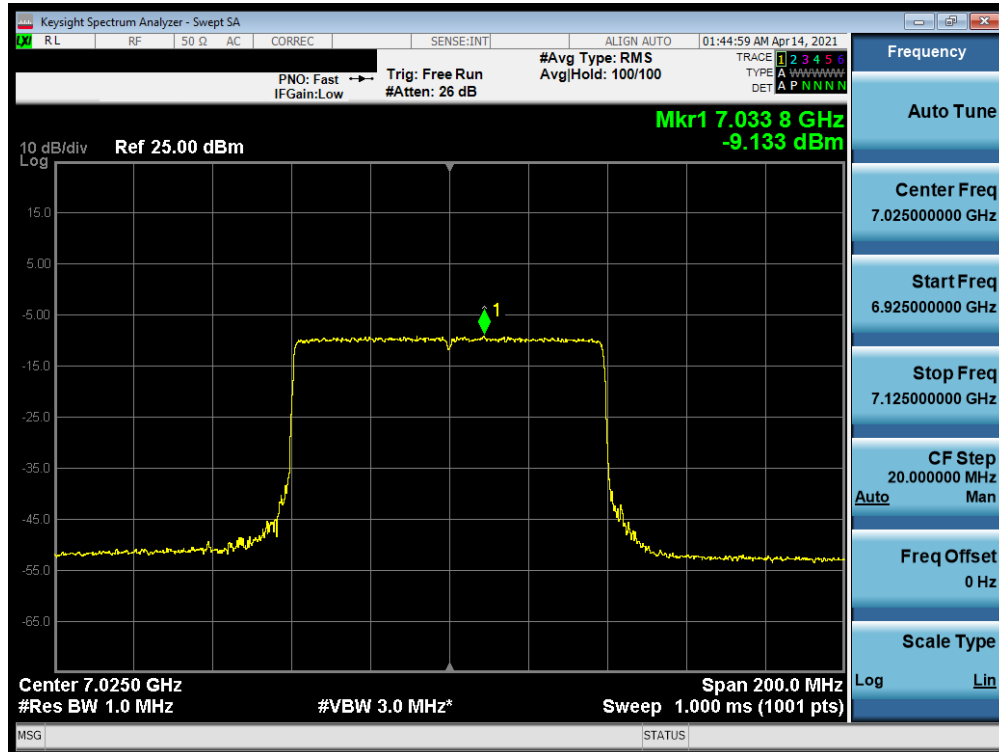 Keysight Spectrum Analyzer - Swept SA
LXI RL RF 50 Ω AC CORREC SENSE:INT ALIGN AUTO 01:44:59 AM Apr 14, 2021
PNO: Fast
IFGain:Low
Trig: Free Run
#Atten: 26 dB
#Avg Type: RMS
Avg|Hold: 100/100
TRACE 1 2 3 4 5 6
TYPE A WWWWW
DET A P N N N N
Mkr1 7.033 8 GHz
-9.133 dBm
10 dB/div Ref 25.00 dBm
Log
15.0
5.00
-5.00
-15.0
-25.0
-35.0
-45.0
-55.0
-65.0
1
Center 7.0250 GHz Span 200.0 MHz
#Res BW 1.0 MHz #VBW 3.0 MHz* Sweep 1.000 ms (1001 pts)
MSG STATUS
Frequency
Auto Tune
Center Freq
7.025000000 GHz
Start Freq
6.925000000 GHz
Stop Freq
7.125000000 GHz
CF Step
20.000000 MHz
Auto Man
Freq Offset
0 Hz
Scale Type
Log Lin